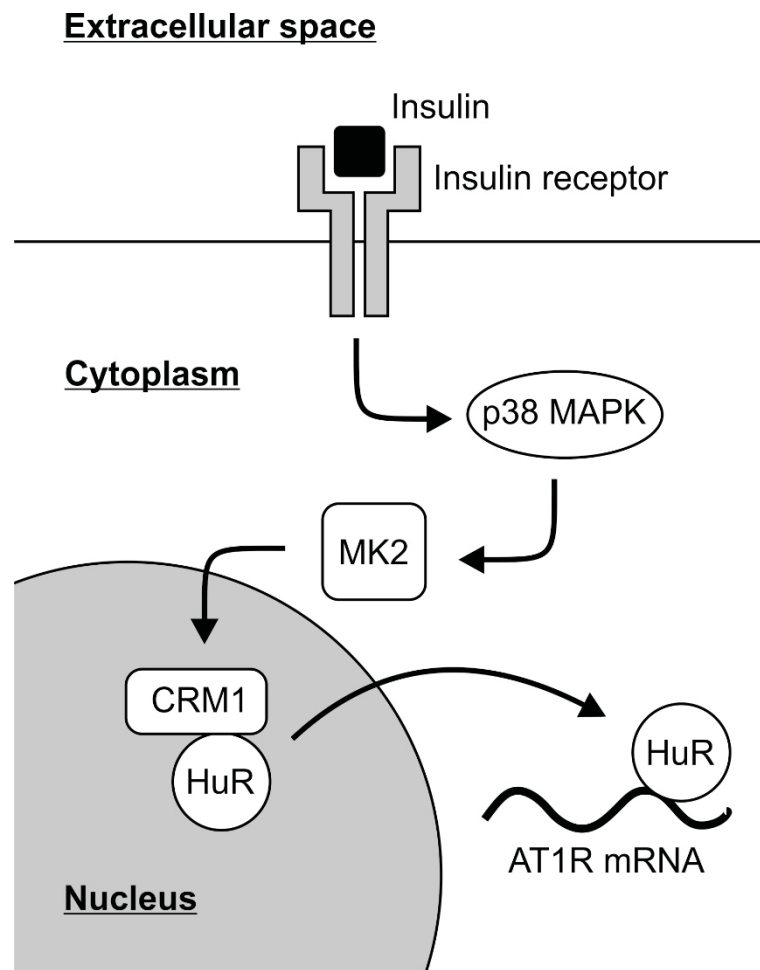 Extracellular space
Insulin
Insulin receptor
Cytoplasm
p38 MAPK
MK2
CRM1
HuR
HuR
AT1R mRNA
Nucleus